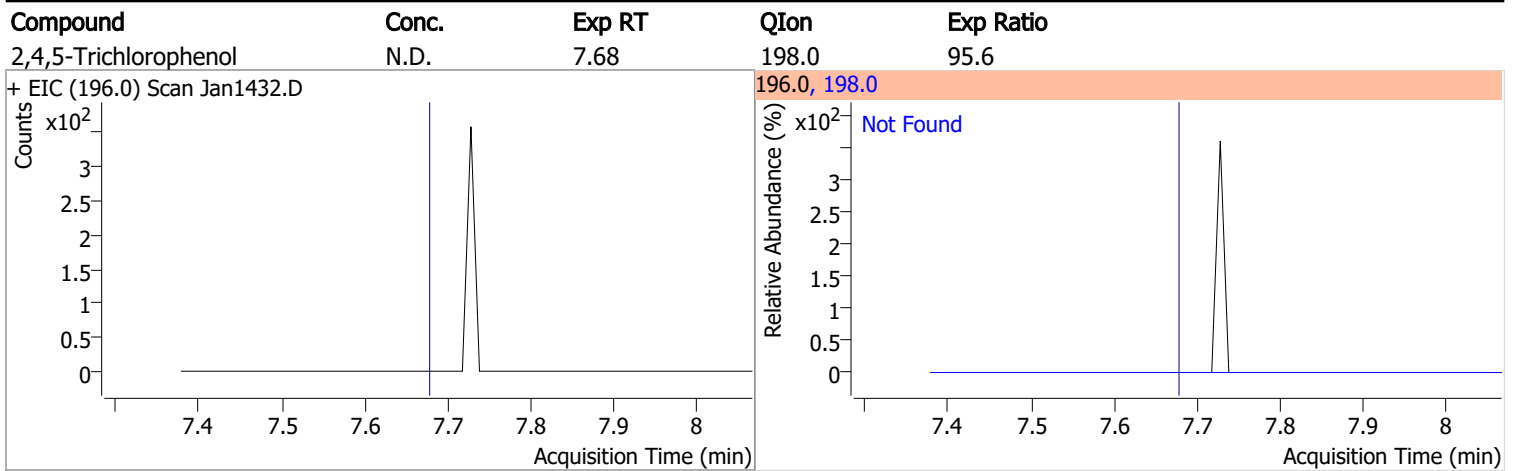 Compound Conc. Exp RT QIon Exp Ratio
2,4,5-Trichlorophenol N.D. 7.68 198.0 95.6
+ EIC (196.0) Scan Jan1432.D
Counts
x10²
3
2.5
2
1.5
1
0.5
0
7.4 7.5 7.6 7.7 7.8 7.9 8
Acquisition Time (min)
196.0, 198.0
Relative Abundance (%)
x10²
Not Found
3
2.5
2
1.5
1
0.5
0
7.4 7.5 7.6 7.7 7.8 7.9 8
Acquisition Time (min)